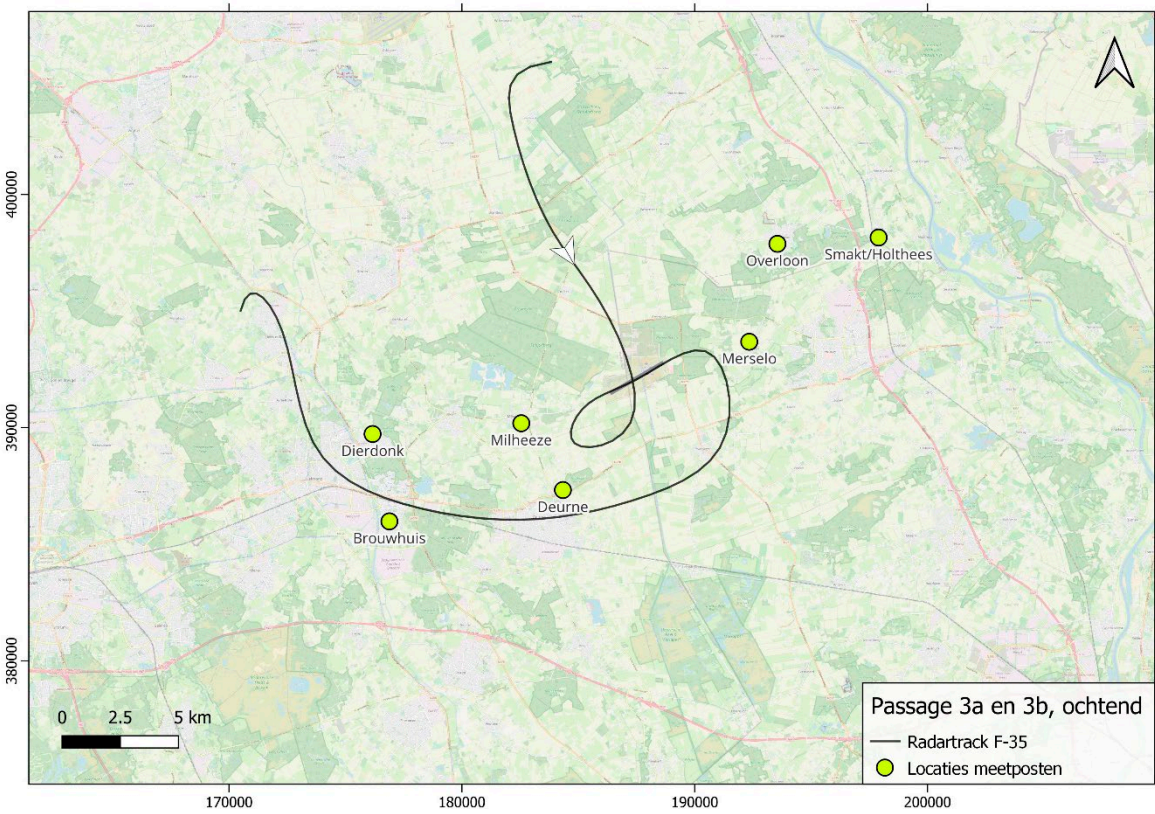 400000
390000
380000
Overloon
Smakt/Holthees
Merselo
Milheeze
Dierdonk
Deurne
Brouwhuis
0 2.5 5 km
Passage 3a en 3b, ochtend
Radartrack F-35
Locaties meetposten
170000 180000 190000 200000